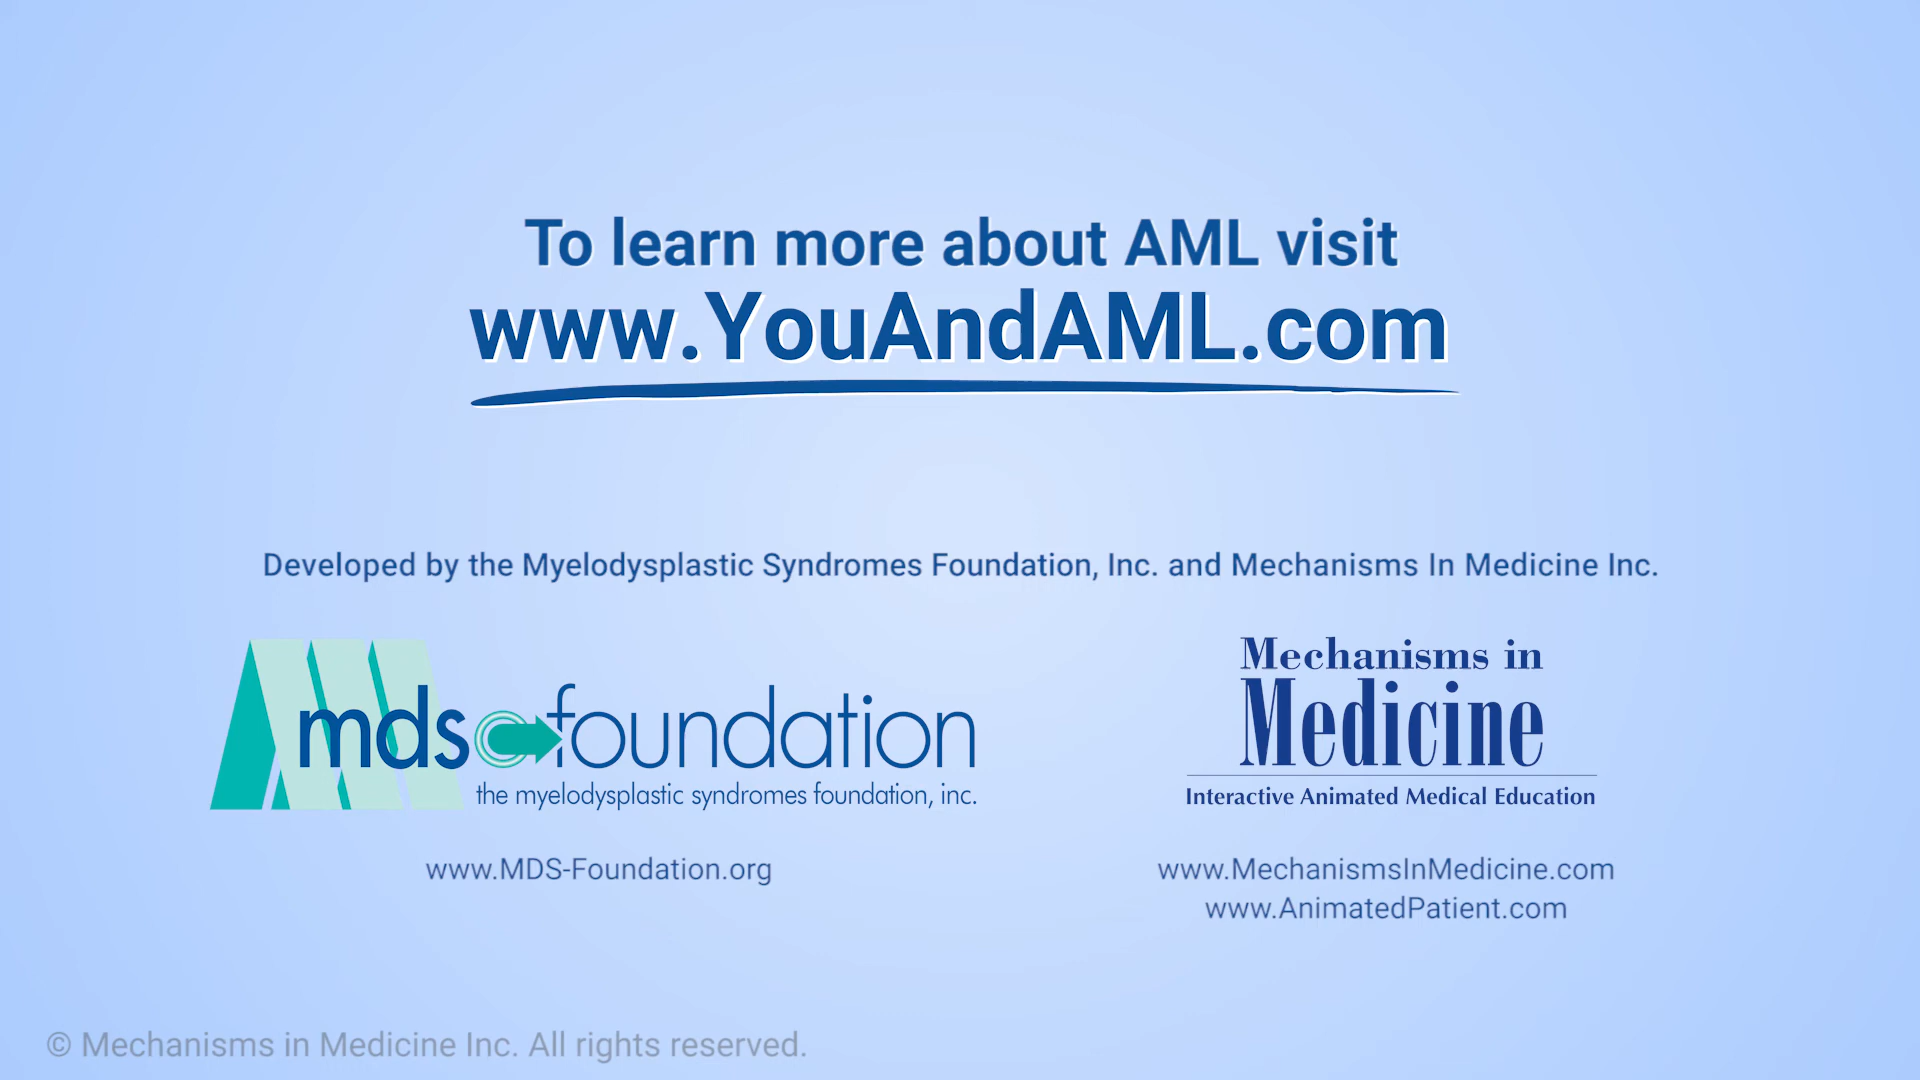 To learn more about AML visit
www.YouAndAML.com
Developed by the Myelodysplastic Syndromes Foundation, Inc. and Mechanisms In Medicine Inc.
mds foundation
the myelodysplastic syndromes foundation, inc.
www.MDS-Foundation.org
Mechanisms in
Medicine
Interactive Animated Medical Education
www.MechanismsInMedicine.com
www.AnimatedPatient.com
© Mechanisms in Medicine Inc. All rights reserved.